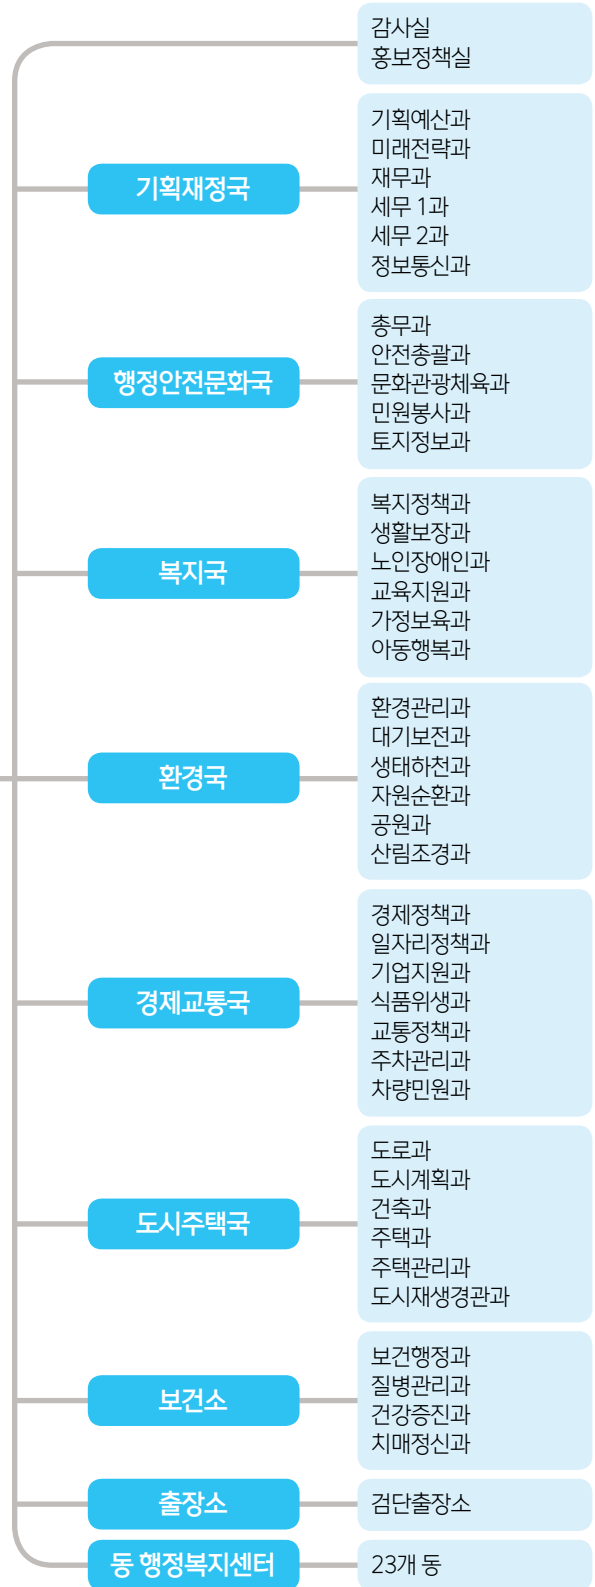 감사실
홍보정책실
기획재정국
기획예산과
미래전략과
재무과
세무 1과
세무 2과
정보통신과
행정안전문화국
총무과
안전총괄과
문화관광체육과
민원봉사과
토지정보과
복지국
복지정책과
생활보장과
노인장애인과
교육지원과
가정보육과
아동행복과
환경국
환경관리과
대기보전과
생태하천과
자원순환과
공원과
산림조경과
경제교통국
경제정책과
일자리정책과
기업지원과
식품위생과
교통정책과
주차관리과
차량민원과
도시주택국
도로과
도시계획과
건축과
주택과
주택관리과
도시재생경관과
보건소
보건행정과
질병관리과
건강증진과
치매정신과
출장소
검단출장소
동 행정복지센터
23개 동